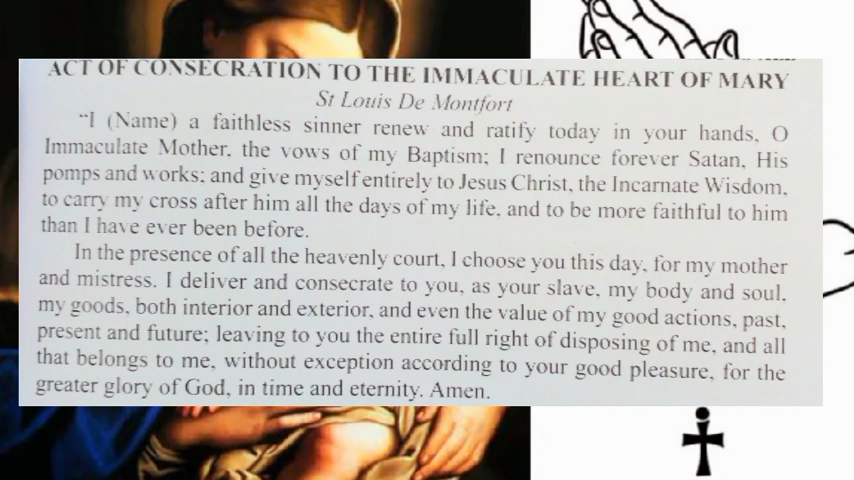 ACT OF CONSECRATION TO THE IMMACULATE HEART OF MARY
St Louis De Montfort
“I (Name) a faithless sinner renew and ratify today in your hands, O
Immaculate Mother, the vows of my Baptism; I renounce forever Satan, His
pomps and works; and give myself entirely to Jesus Christ, the Incarnate Wisdom,
to carry my cross after him all the days of my life, and to be more faithful to him
than I have ever been before.
In the presence of all the heavenly court, I choose you this day, for my mother
and mistress. I deliver and consecrate to you, as your slave, my body and soul,
my goods, both interior and exterior, and even the value of my good actions, past,
present and future; leaving to you the entire full right of disposing of me, and all
that belongs to me, without exception according to your good pleasure, for the
greater glory of God, in time and eternity. Amen.